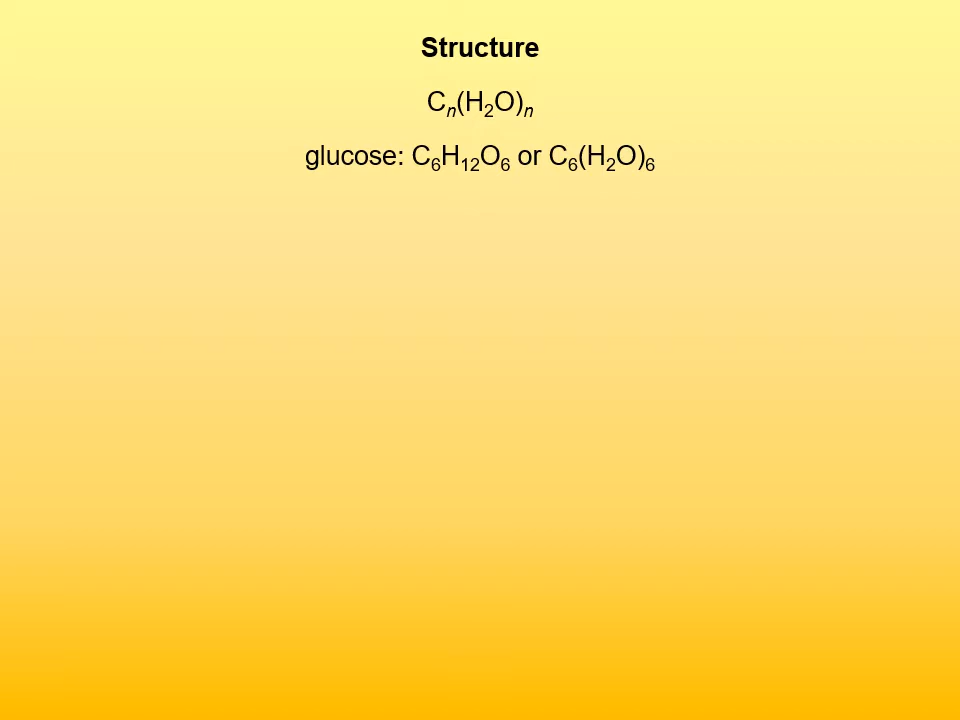 Structure
Cₙ(H₂O)ₙ
glucose: C₆H₁₂O₆ or C₆(H₂O)₆